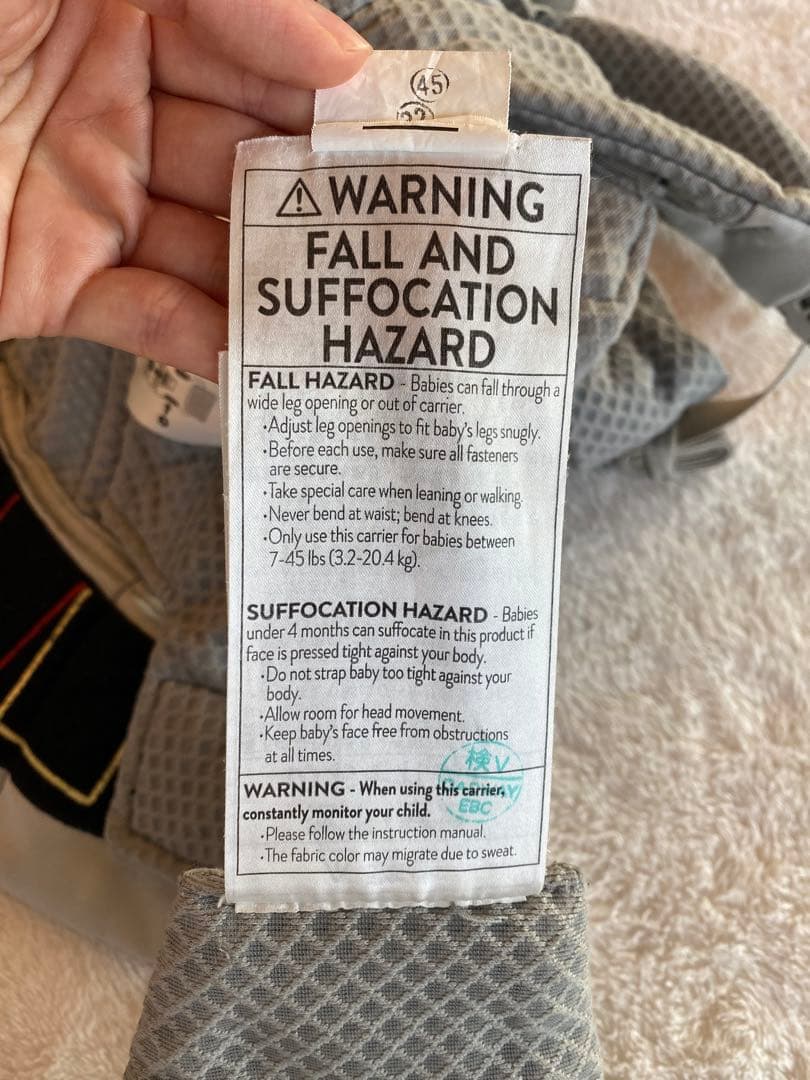 45
22
WARNING
FALL AND
SUFFOCATION
HAZARD
FALL HAZARD - Babies can fall through a
wide leg opening or out of carrier.
•Adjust leg openings to fit baby's legs snugly.
•Before each use, make sure all fasteners
are secure.
•Take special care when leaning or walking.
•Never bend at waist; bend at knees.
•Only use this carrier for babies between
7-45 lbs (3.2-20.4 kg).
SUFFOCATION HAZARD - Babies
under 4 months can suffocate in this product if
face is pressed tight against your body.
•Do not strap baby too tight against your
body.
•Allow room for head movement.
•Keep baby's face free from obstructions
at all times.
検 V
EBC
WARNING - When using this carrier,
constantly monitor your child.
•Please follow the instruction manual.
•The fabric color may migrate due to sweat.